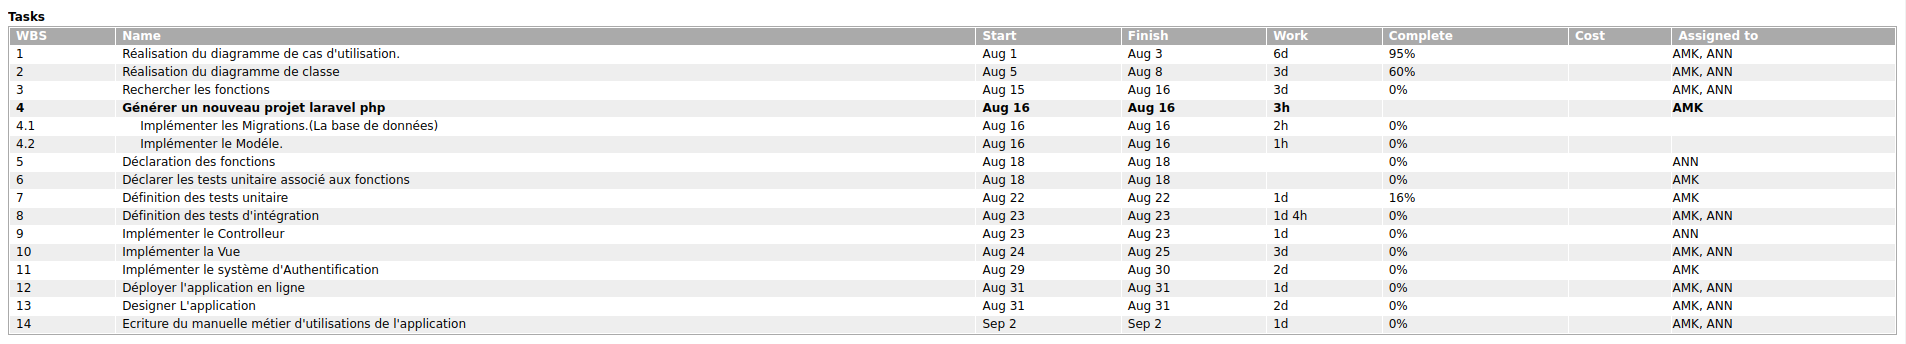 Tasks
WBS Name Start Finish Work Complete Cost Assigned to
1 Réalisation du diagramme de cas d'utilisation. Aug 1 Aug 3 6d 95% AMK, ANN
2 Réalisation du diagramme de classe Aug 5 Aug 8 3d 60% AMK, ANN
3 Rechercher les fonctions Aug 15 Aug 16 3d 0% AMK, ANN
4 Générer un nouveau projet laravel php Aug 16 Aug 16 3h AMK
4.1 Implémenter les Migrations.(La base de données) Aug 16 Aug 16 2h 0%
4.2 Implémenter le Modéle. Aug 16 Aug 16 1h 0%
5 Déclaration des fonctions Aug 18 Aug 18 0% ANN
6 Déclarer les tests unitaire associé aux fonctions Aug 18 Aug 18 0% AMK
7 Définition des tests unitaire Aug 22 Aug 22 1d 16% AMK
8 Définition des tests d'intégration Aug 23 Aug 23 1d 4h 0% AMK, ANN
9 Implémenter le Controlleur Aug 23 Aug 23 1d 0% ANN
10 Implémenter la Vue Aug 24 Aug 25 3d 0% AMK, ANN
11 Implémenter le système d'Authentification Aug 29 Aug 30 2d 0% AMK
12 Déployer l'application en ligne Aug 31 Aug 31 1d 0% AMK, ANN
13 Designer L'application Aug 31 Aug 31 2d 0% AMK, ANN
14 Ecriture du manuelle métier d'utilisations de l'application Sep 2 Sep 2 1d 0% AMK, ANN